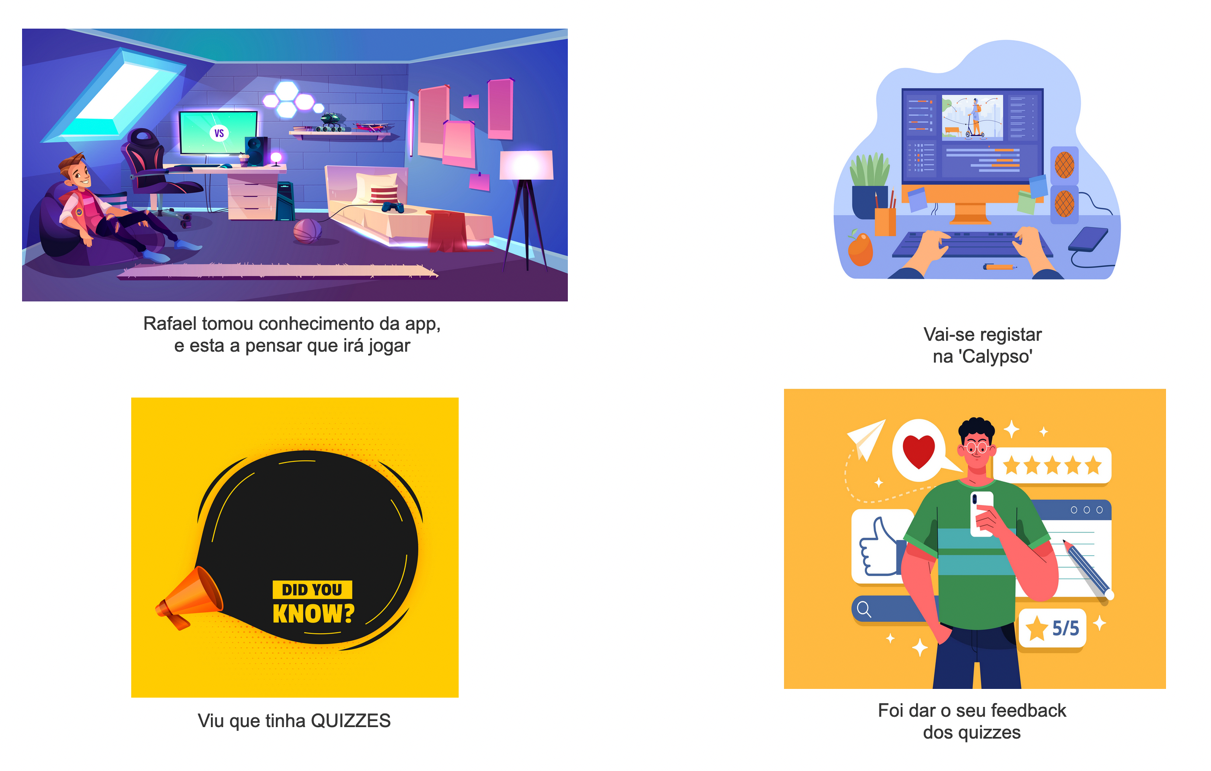 VS
Rafael tomou conhecimento da app,
e esta a pensar que irá jogar
Vai-se registar
na 'Calypso'
DID YOU
KNOW?
Viu que tinha QUIZZES
5/5
Foi dar o seu feedback
dos quizzes